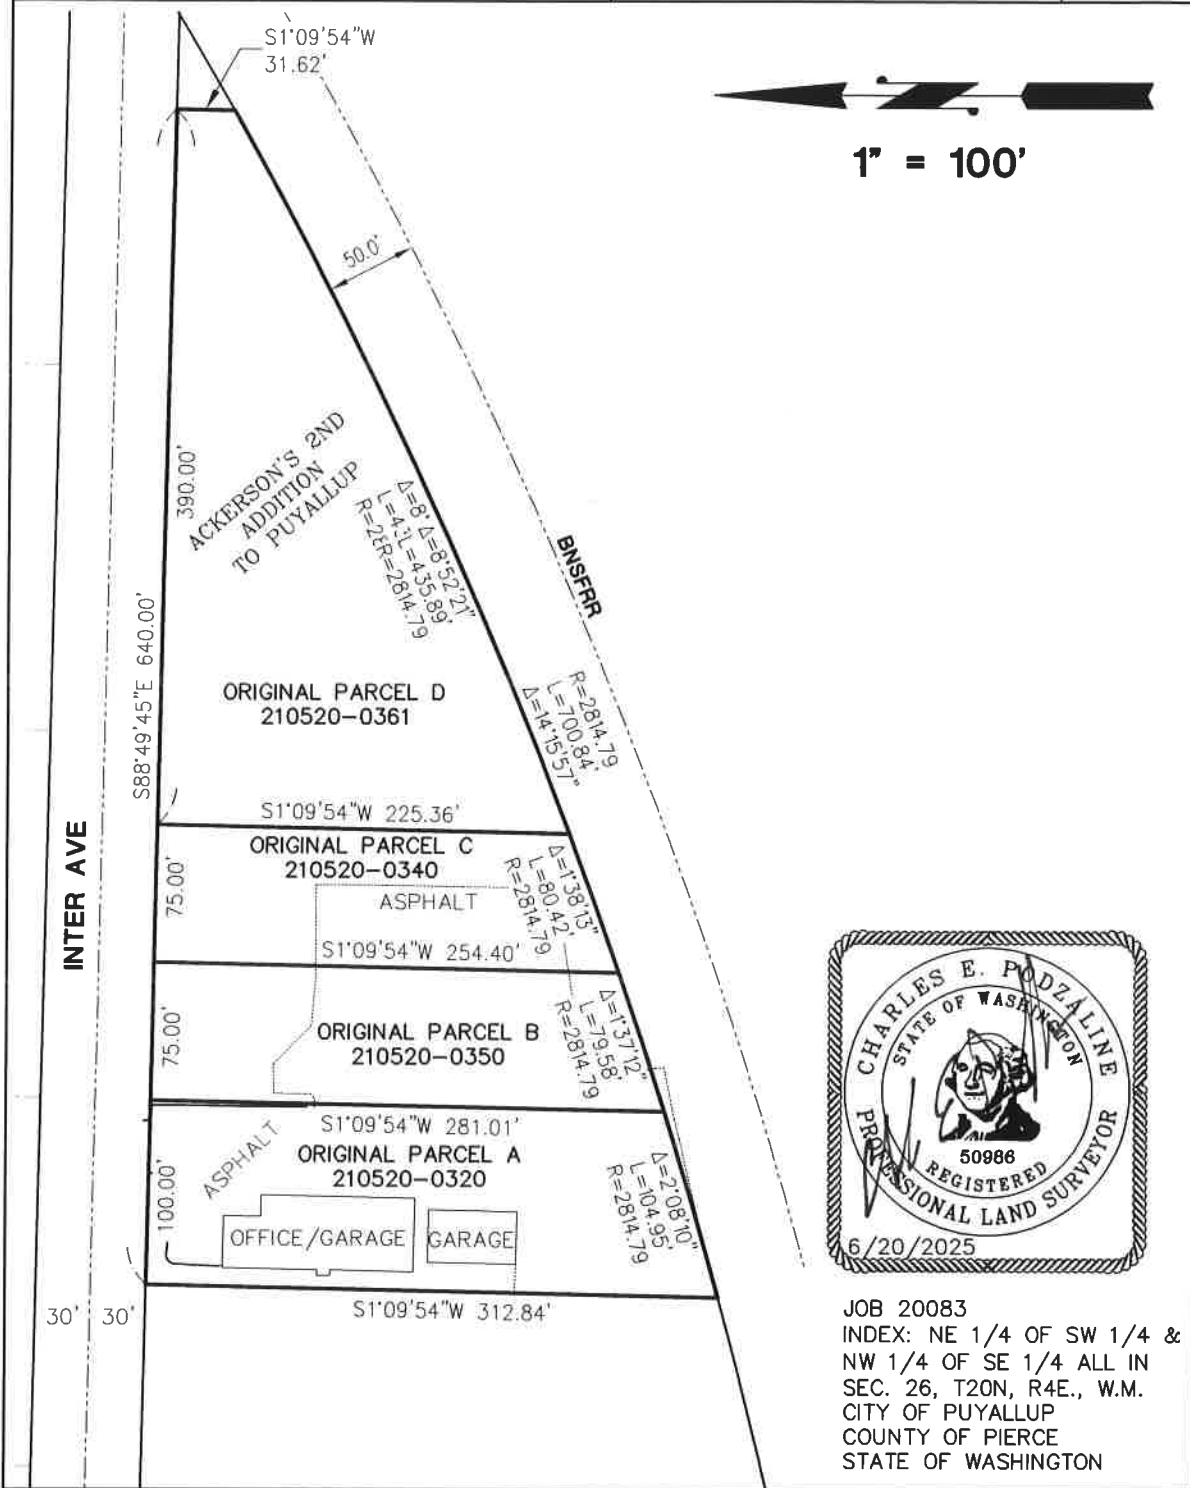 S1°09'54"W
31.62'
1" = 100'
50.0'
390.00'
ACKERSON'S 2ND
ADDITION
TO PUYALLUP
Δ=8°52'21"
L=435.89'
R=2814.79
BNSFRR
S88°49'45"E 640.00'
ORIGINAL PARCEL D
210520-0361
R=2814.79
L=700.84'
Δ=14°15'57"
S1°09'54"W 225.36'
INTER AVE
ORIGINAL PARCEL C
210520-0340
75.00'
ASPHALT
Δ=1°38'13"
L=80.42'
R=2814.79
S1°09'54"W 254.40'
75.00'
ORIGINAL PARCEL B
210520-0350
Δ=1°37'12"
L=79.58'
R=2814.79
S1°09'54"W 281.01'
ASPHALT
ORIGINAL PARCEL A
210520-0320
100.00'
OFFICE/GARAGE
GARAGE
Δ=2°08'10"
L=104.95'
R=2814.79
S1°09'54"W 312.84'
30' 30'
CHARLES E. PODZALINE
STATE OF WASHINGTON
50986
REGISTERED
PROFESSIONAL LAND SURVEYOR
6/20/2025
JOB 20083
INDEX: NE 1/4 OF SW 1/4 &
NW 1/4 OF SE 1/4 ALL IN
SEC. 26, T20N, R4E., W.M.
CITY OF PUYALLUP
COUNTY OF PIERCE
STATE OF WASHINGTON